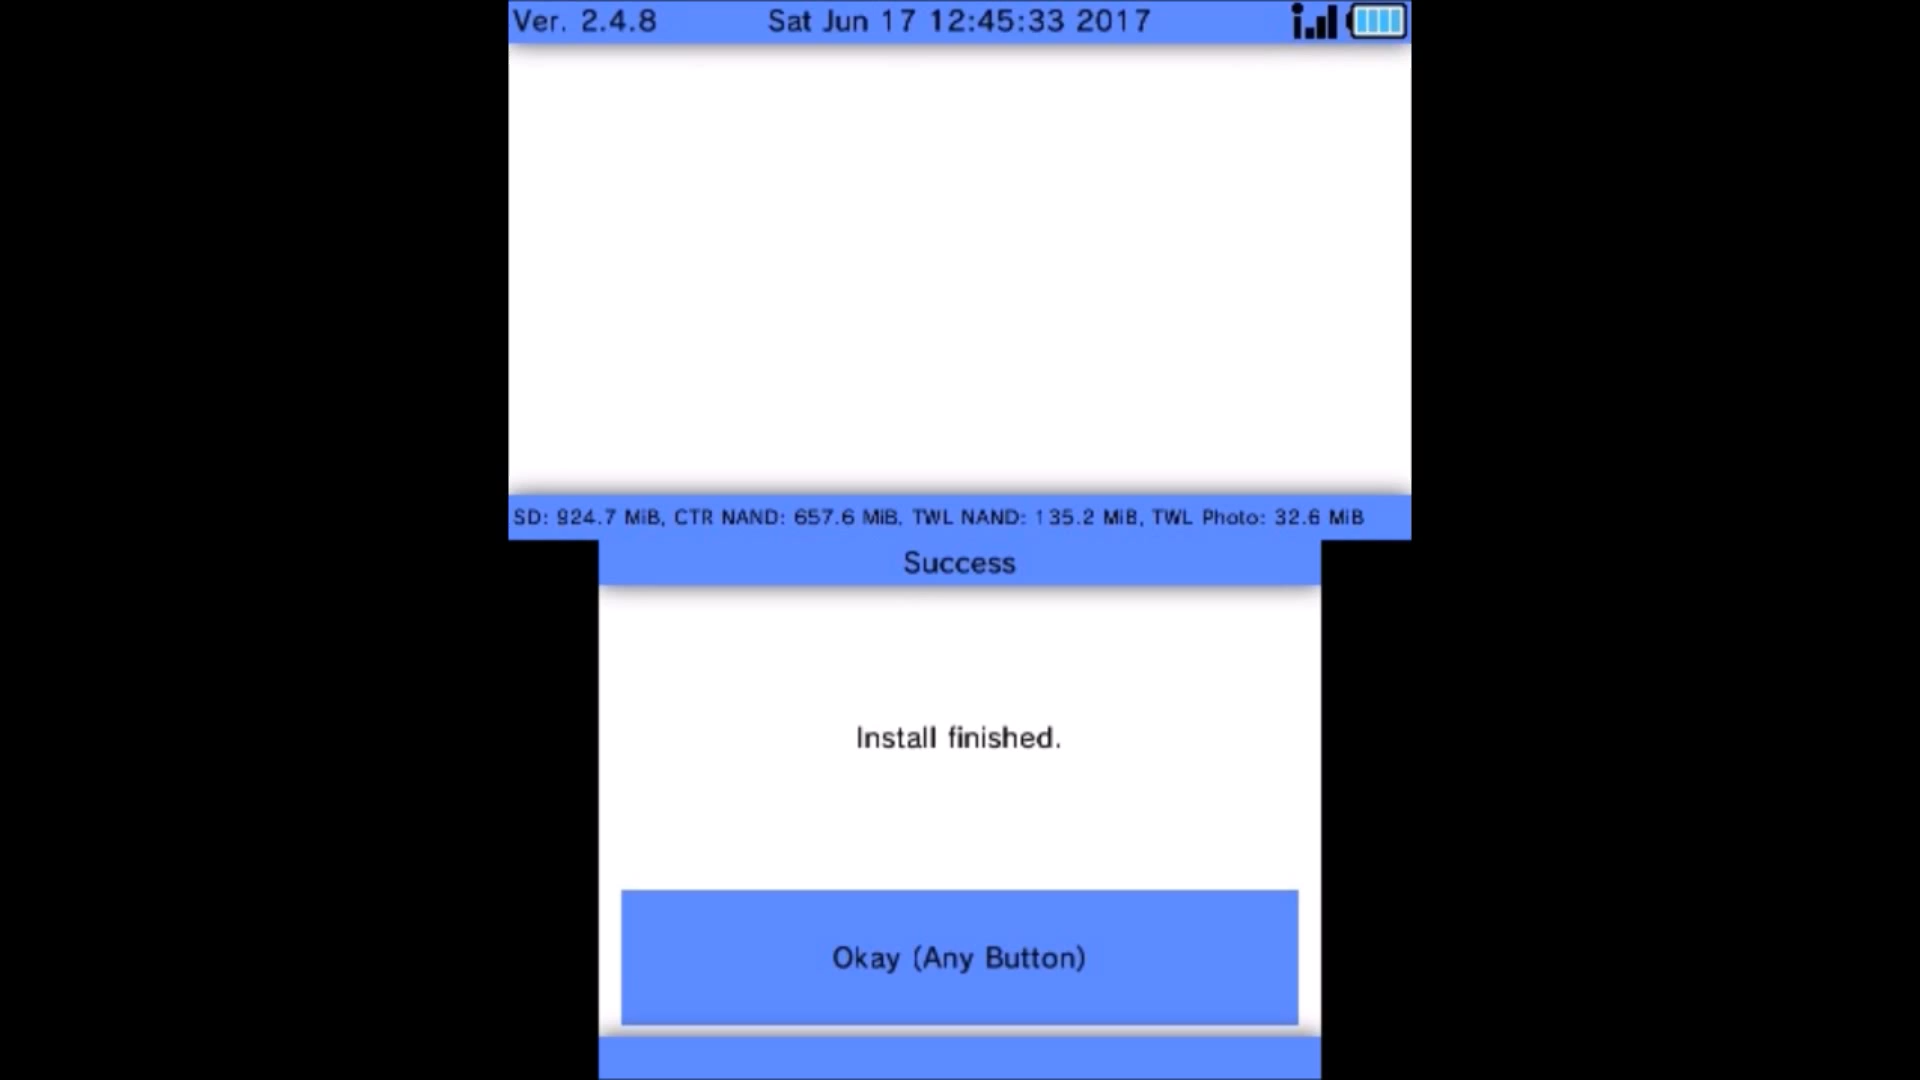 Ver. 2.4.8 Sat Jun 17 12:45:33 2017
SD: 924.7 MiB, CTR NAND: 657.6 MiB, TWL NAND: 135.2 MiB, TWL Photo: 32.6 MiB
Success
Install finished.
Okay (Any Button)